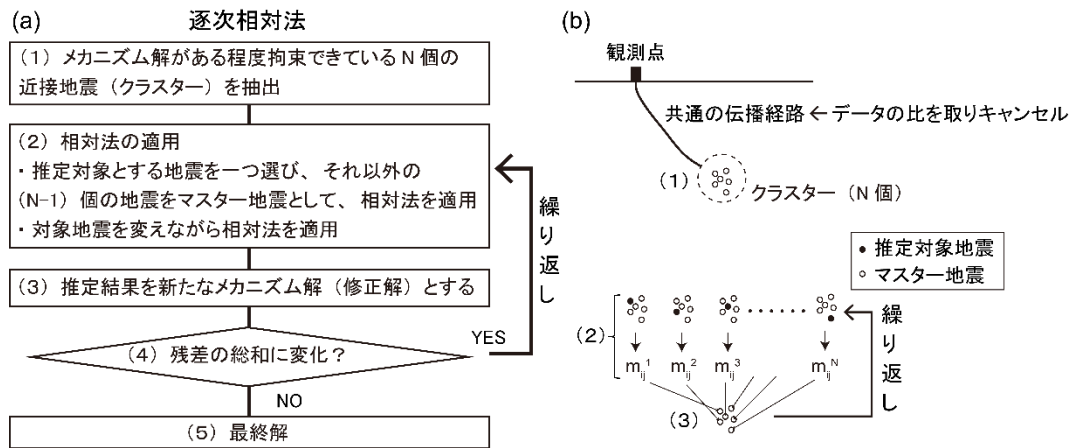 (a) 逐次相対法
(1) メカニズム解がある程度拘束できている N 個の
近接地震（クラスター）を抽出
(2) 相対法の適用
・推定対象とする地震を一つ選び、それ以外の
(N-1) 個の地震をマスター地震として、相対法を適用
・対象地震を変えながら相対法を適用
(3) 推定結果を新たなメカニズム解（修正解）とする
(4) 残差の総和に変化？
YES
繰り返し
NO
(5) 最終解
(b)
観測点
共通の伝播経路 ← データの比を取りキャンセル
(1)
クラスター（N 個）
● 推定対象地震
○ マスター地震
(2)
・・・・・・
m_ij^1 m_ij^2 m_ij^3 m_ij^N
(3)
繰り返し